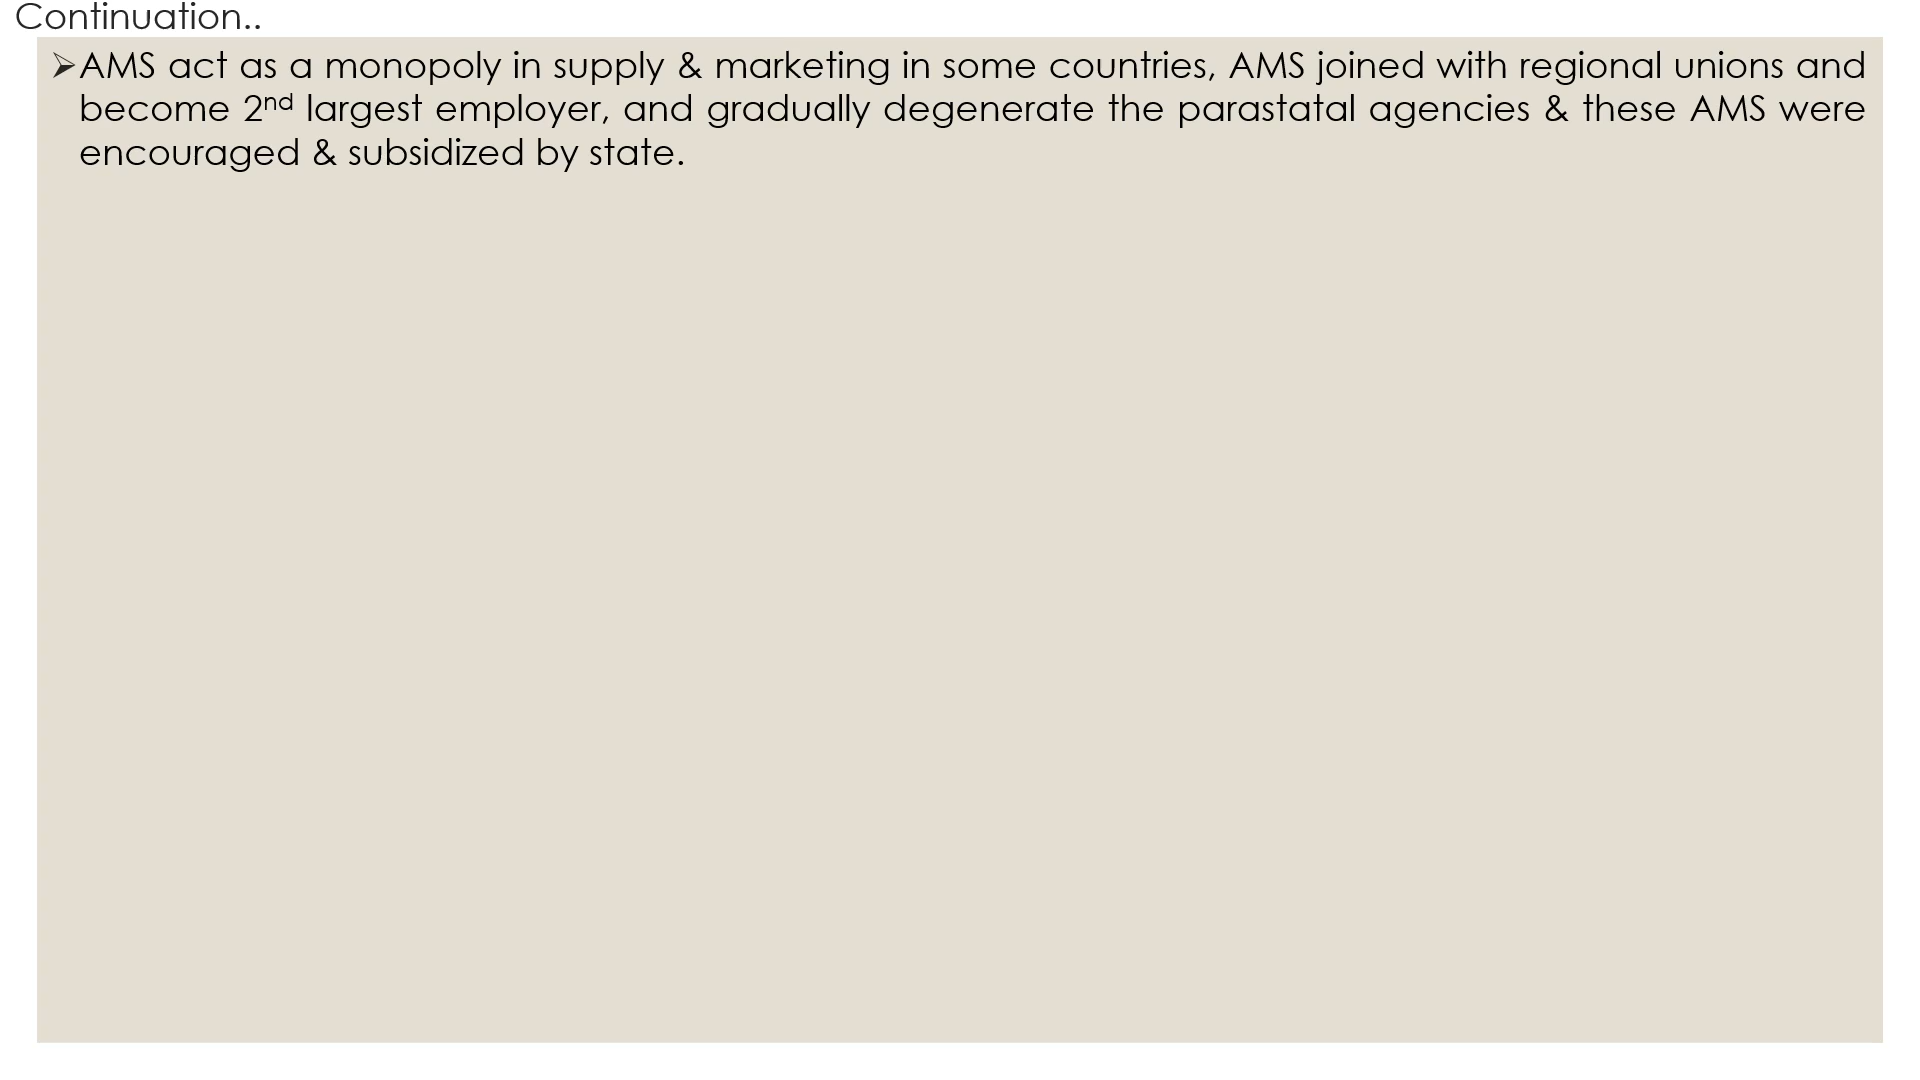 Continuation..
➢AMS act as a monopoly in supply & marketing in some countries, AMS joined with regional unions and
become 2nd largest employer, and gradually degenerate the parastatal agencies & these AMS were
encouraged & subsidized by state.